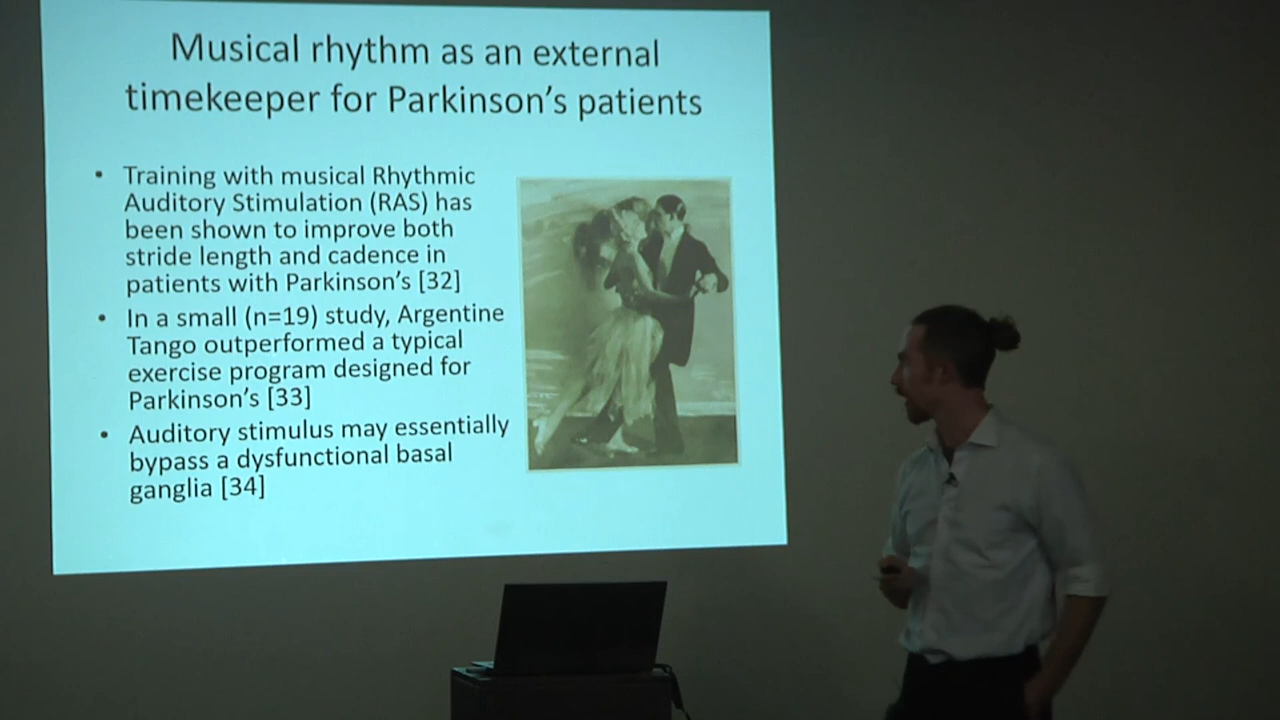 Musical rhythm as an external
timekeeper for Parkinson's patients
• Training with musical Rhythmic
Auditory Stimulation (RAS) has
been shown to improve both
stride length and cadence in
patients with Parkinson's [32]
• In a small (n=19) study, Argentine
Tango outperformed a typical
exercise program designed for
Parkinson's [33]
• Auditory stimulus may essentially
bypass a dysfunctional basal
ganglia [34]